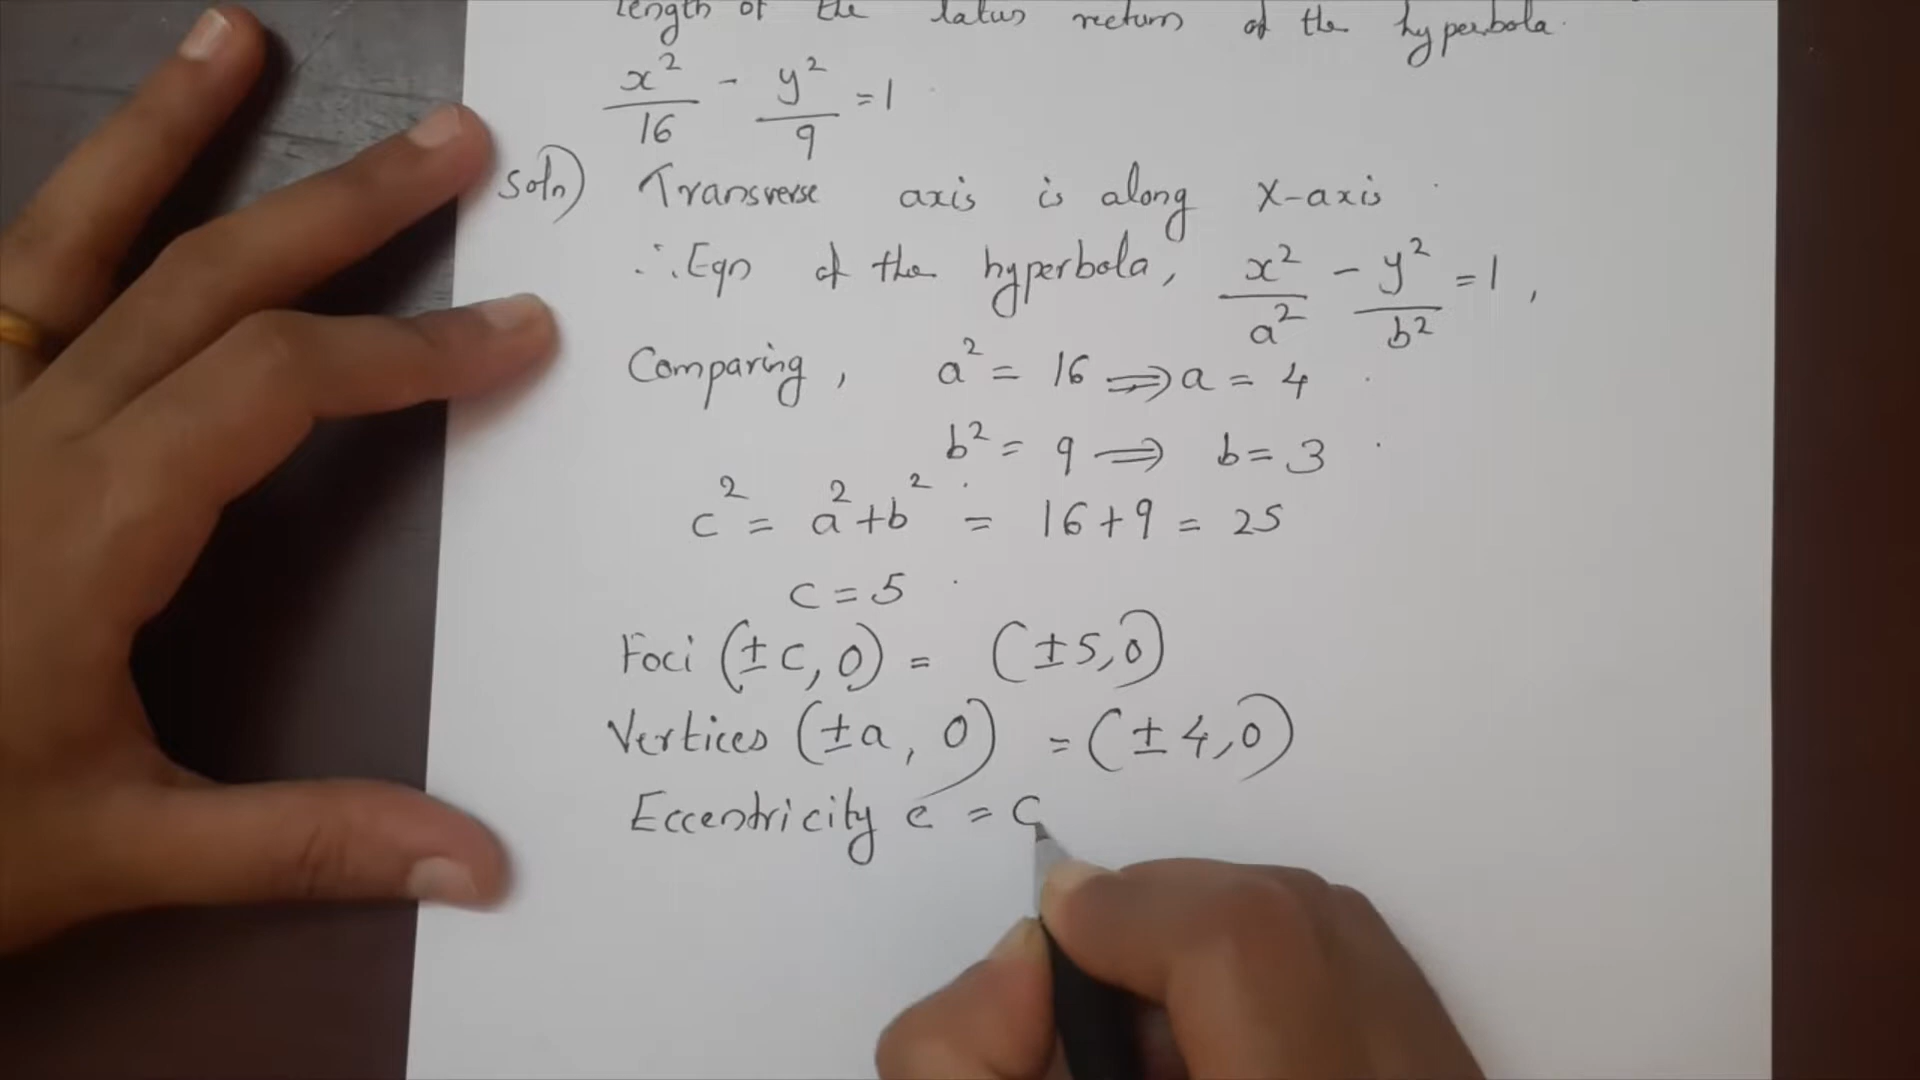 length of the latus rectum of the hyperbola.
x²/16 - y²/9 = 1
Soln) Transverse axis is along X-axis
∴ Eqn of the hyperbola, x²/a² - y²/b² = 1,
Comparing, a² = 16 ⟹ a = 4
b² = 9 ⟹ b = 3
c² = a² + b² = 16 + 9 = 25
c = 5
Foci (±c, 0) = (±5, 0)
Vertices (±a, 0) = (±4, 0)
Eccentricity e = c